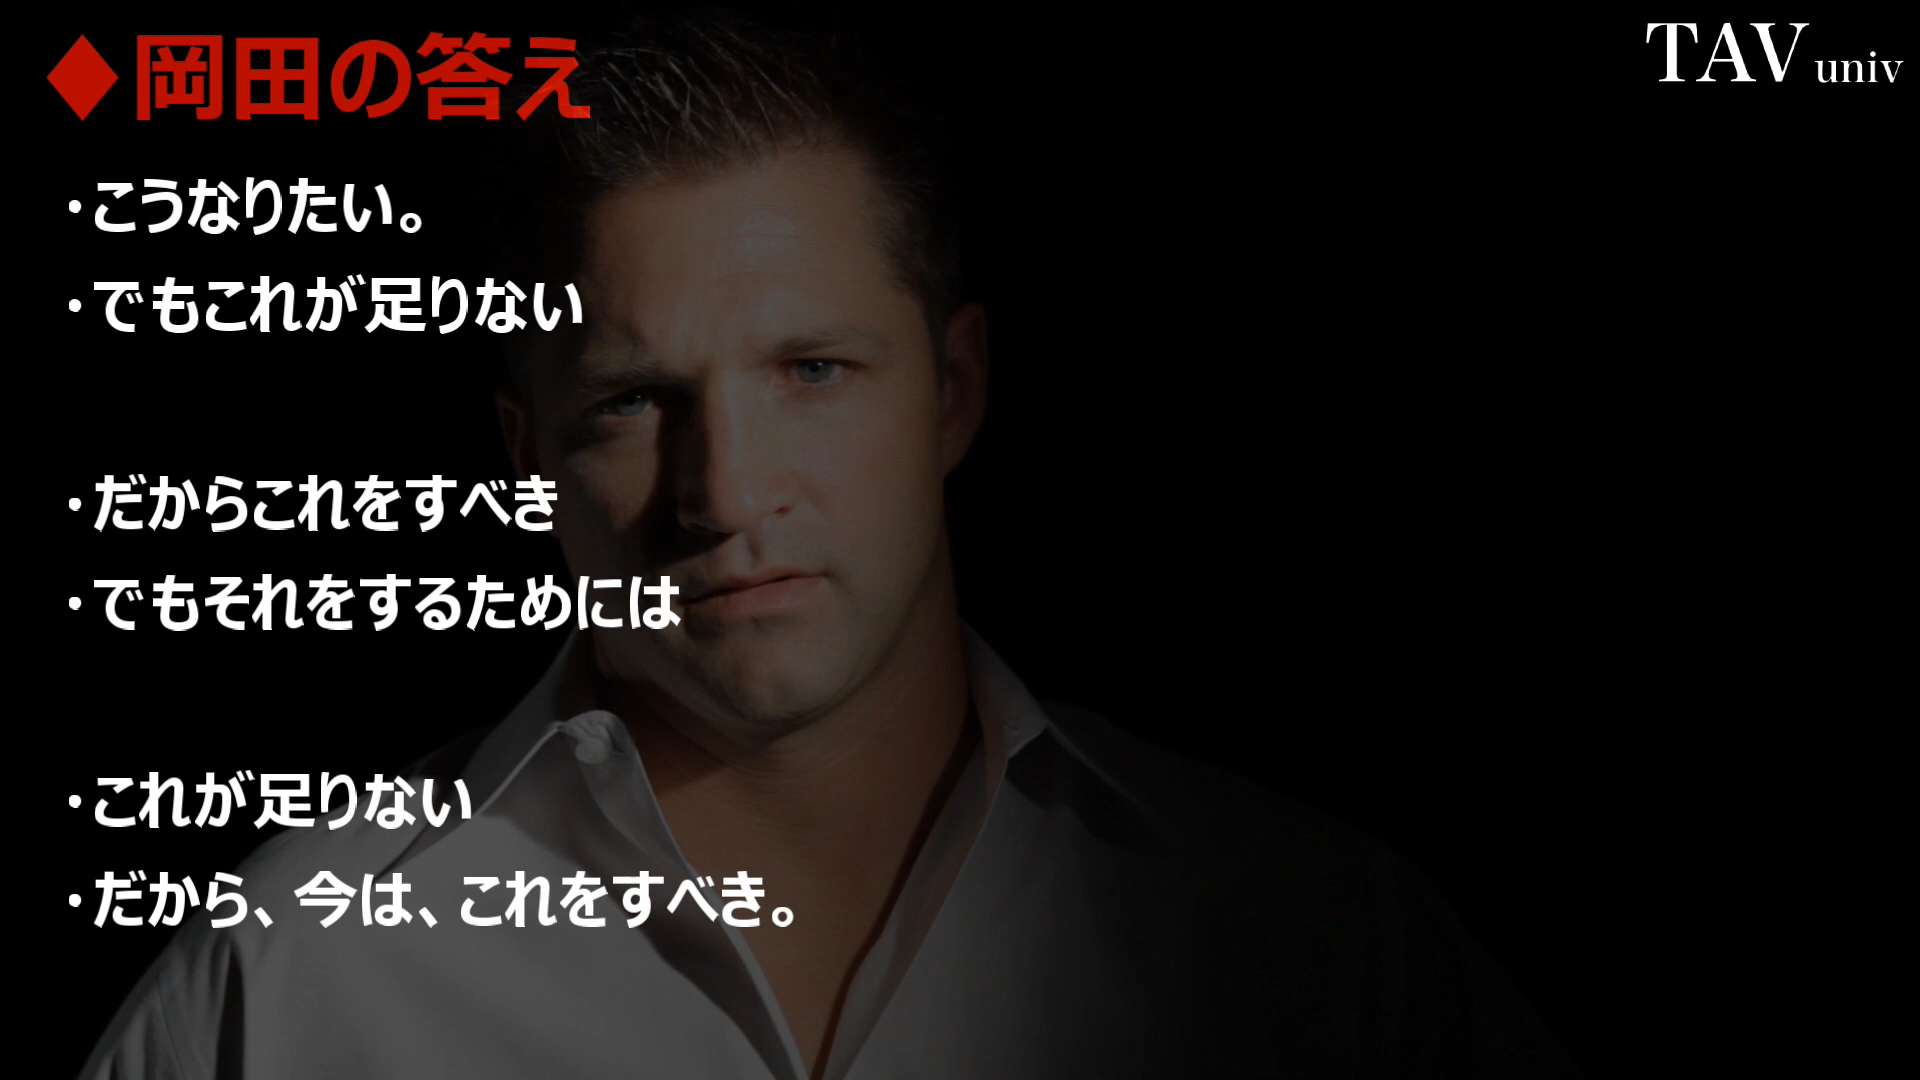 ◆岡田の答え
TAV univ
・こうなりたい。
・でもこれが足りない
・だからこれをすべき
・でもそれをするためには
・これが足りない
・だから、今は、これをすべき。